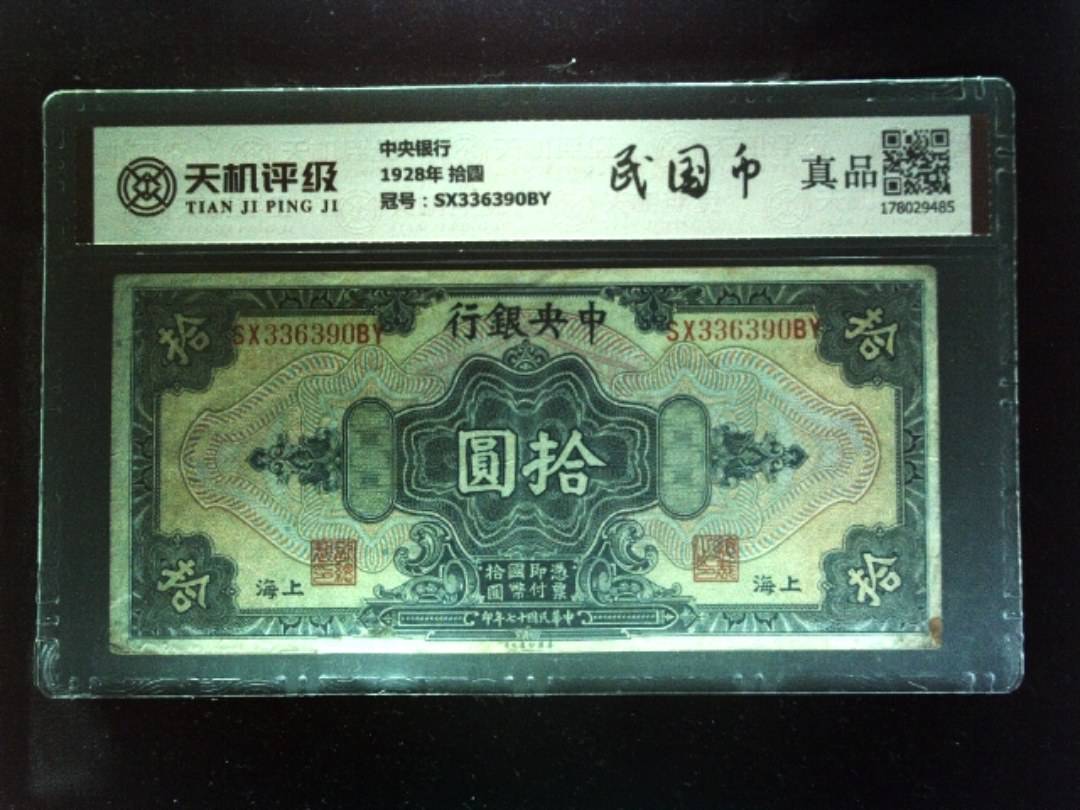 天机评级
TIAN JI PING JI
中央银行
1928年 拾圆
冠号：SX336390BY
民国币
真品
178029485
行銀央中
SX336390BY
SX336390BY
拾
拾
圓拾
拾
拾
海上
海上
拾國即憑
圓幣付票
印年七十國民華中